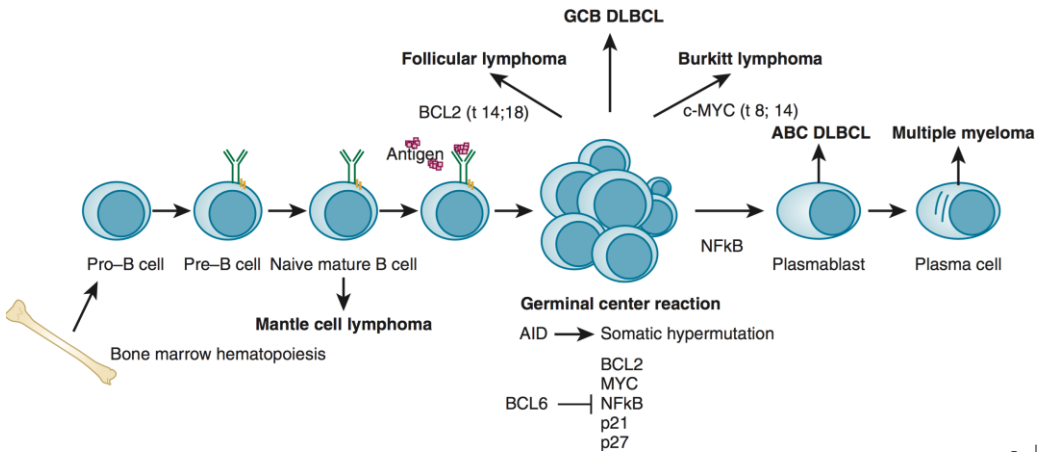 GCB DLBCL
Follicular lymphoma
Burkitt lymphoma
BCL2 (t 14;18)
c-MYC (t 8; 14)
ABC DLBCL
Multiple myeloma
Antigen
NFkB
Pro–B cell
Pre–B cell
Naive mature B cell
Plasmablast
Plasma cell
Mantle cell lymphoma
Bone marrow hematopoiesis
Germinal center reaction
AID
Somatic hypermutation
BCL6
BCL2
MYC
NFkB
p21
p27